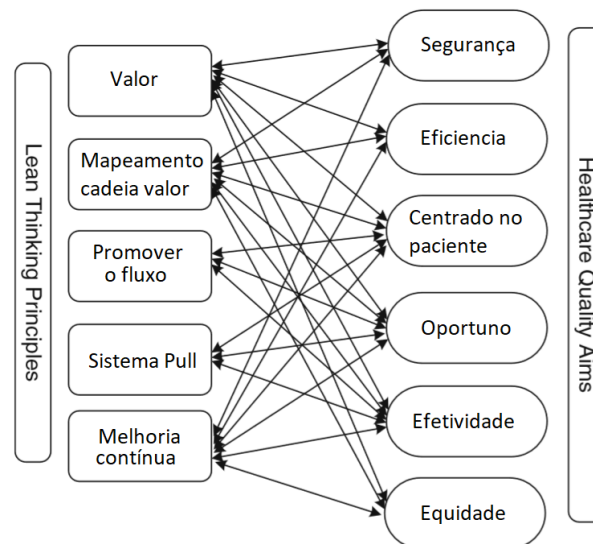 Lean Thinking Principles
Valor
Mapeamento
cadeia valor
Promover
o fluxo
Sistema Pull
Melhoria
contínua
Segurança
Eficiencia
Centrado no
paciente
Oportuno
Efetividade
Equidade
Healthcare Quality Aims